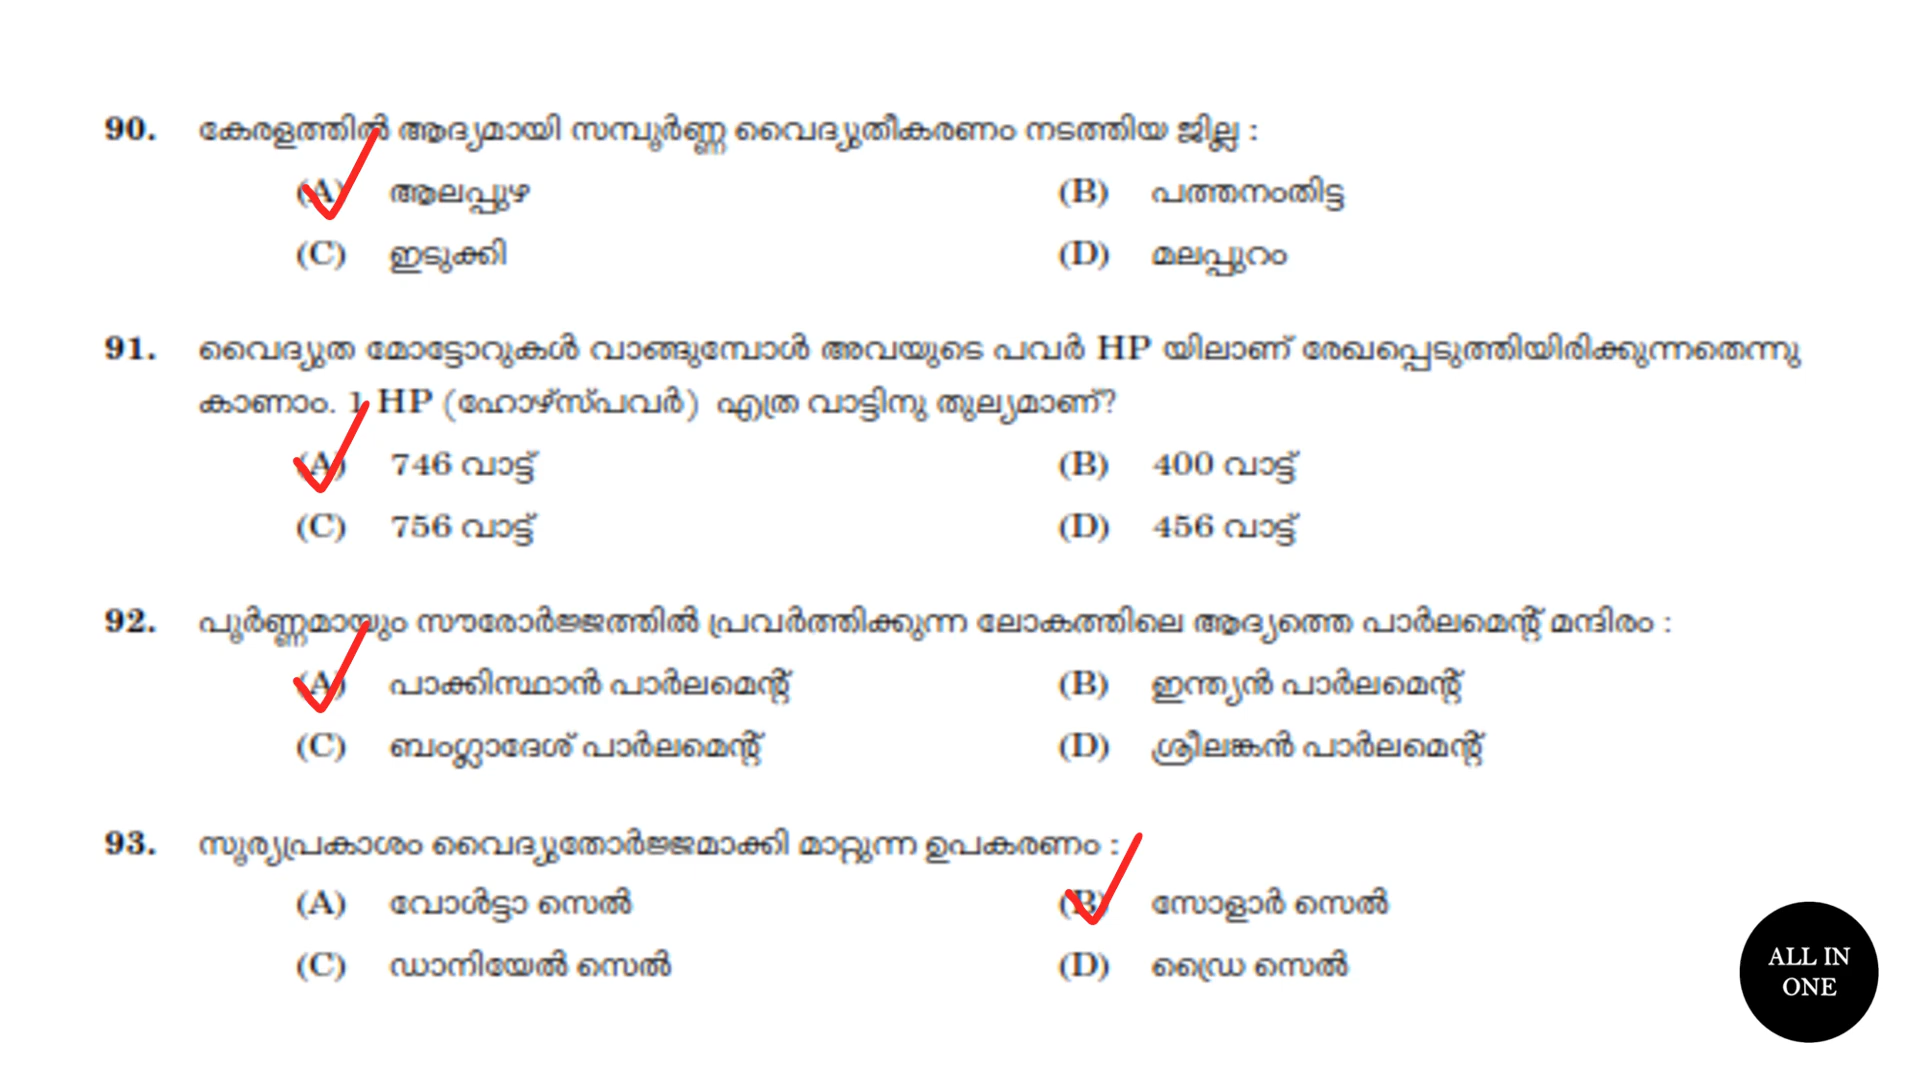 90. കേരളത്തിൽ ആദ്യമായി സമ്പൂർണ്ണ വൈദ്യുതീകരണം നടത്തിയ ജില്ല :
(A) ആലപ്പുഴ (B) പത്തനംതിട്ട
(C) ഇടുക്കി (D) മലപ്പുറം
91. വൈദ്യുത മോട്ടോറുകൾ വാങ്ങുമ്പോൾ അവയുടെ പവർ HP യിലാണ് രേഖപ്പെടുത്തിയിരിക്കുന്നതെന്നു
കാണാം. 1 HP (ഹോഴ്സ്പവർ) എത്ര വാട്ടിനു തുല്യമാണ്?
(A) 746 വാട്ട് (B) 400 വാട്ട്
(C) 756 വാട്ട് (D) 456 വാട്ട്
92. പൂർണ്ണമായും സൗരോർജ്ജത്തിൽ പ്രവർത്തിക്കുന്ന ലോകത്തിലെ ആദ്യത്തെ പാർലമെന്റ് മന്ദിരം :
(A) പാക്കിസ്ഥാൻ പാർലമെന്റ് (B) ഇന്ത്യൻ പാർലമെന്റ്
(C) ബംഗ്ലാദേശ് പാർലമെന്റ് (D) ശ്രീലങ്കൻ പാർലമെന്റ്
93. സൂര്യപ്രകാശം വൈദ്യുതോർജ്ജമാക്കി മാറ്റുന്ന ഉപകരണം :
(A) വോൾട്ടാ സെൽ (B) സോളാർ സെൽ
(C) ഡാനിയേൽ സെൽ (D) ഡ്രൈ സെൽ
ALL IN
ONE